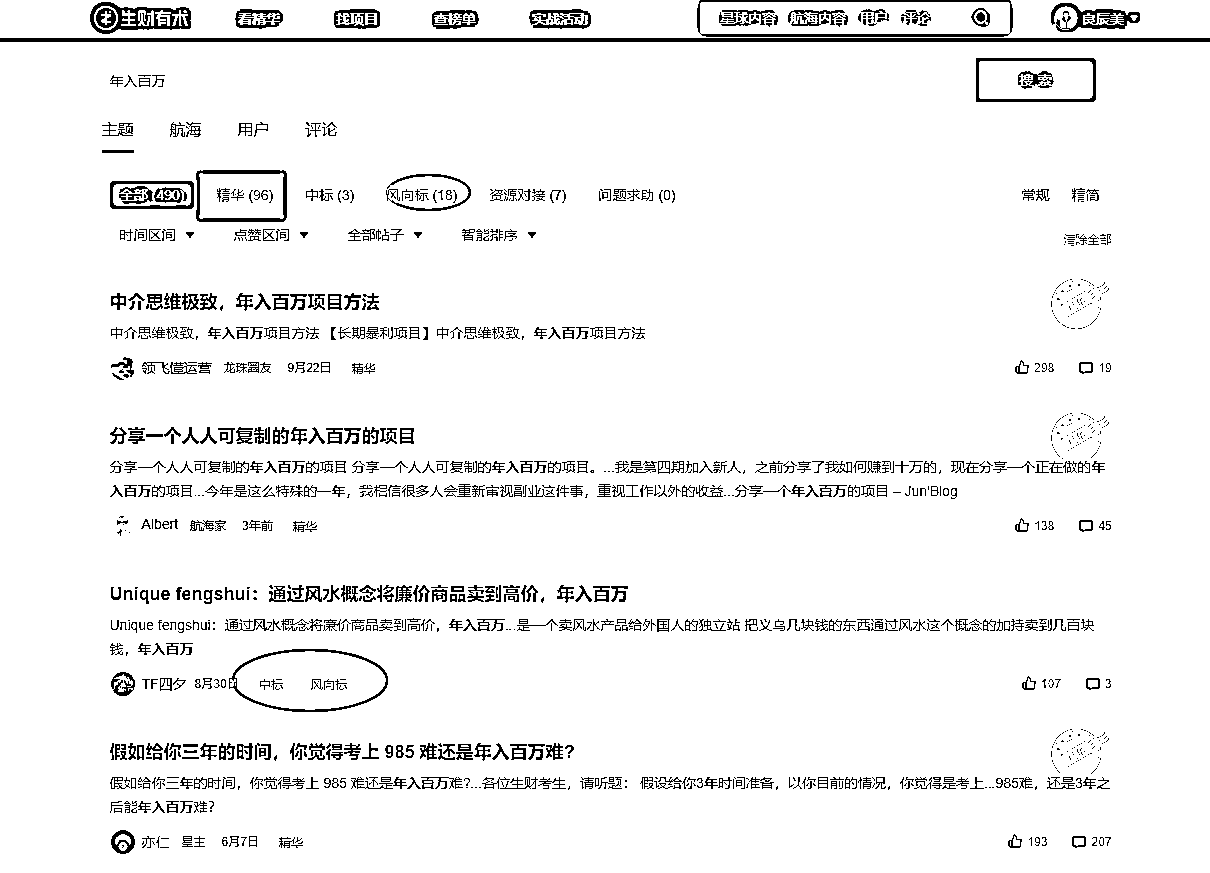 生财有术 看精华 找项目 查榜单 实战活动 星球内容 航海内容 用户 评论 良辰美
年入百万 搜索
主题 航海 用户 评论
全部 (490) 精华 (96) 中标 (3) 风向标 (18) 资源对接 (7) 问题求助 (0) 常规 精简
时间区间 点赞区间 全部帖子 智能排序 清除全部
中介思维极致，年入百万项目方法
中介思维极致，年入百万项目方法 【长期暴利项目】中介思维极致，年入百万项目方法
领飞僼运营 龙珠圆友 9月22日 精华 298 19
分享一个人人可复制的年入百万的项目
分享一个人人可复制的年入百万的项目 分享一个人人可复制的年入百万的项目。...我是第四期加入新人，之前分享了我如何赚到十万的，现在分享一个正在做的年
入百万的项目...今年是这么特殊的一年，我相信很多人会重新审视副业这件事，重视工作以外的收益...分享一个年入百万的项目 – Jun'Blog
Albert 航海家 3年前 精华 138 45
Unique fengshui：通过风水概念将廉价商品卖到高价，年入百万
Unique fengshui：通过风水概念将廉价商品卖到高价，年入百万...是一个卖风水产品给外国人的独立站 把义乌几块钱的东西通过风水这个概念的加持卖到几百块
钱，年入百万
TF四夕 8月30日 中标 风向标 107 3
假如给你三年的时间，你觉得考上 985 难还是年入百万难？
假如给你三年的时间，你觉得考上 985 难还是年入百万难?...各位生财考生，请听题： 假设给你3年时间准备，以你目前的情况，你觉得是考上...985难，还是3年之
后能年入百万难?
亦仁 星主 6月7日 精华 193 207